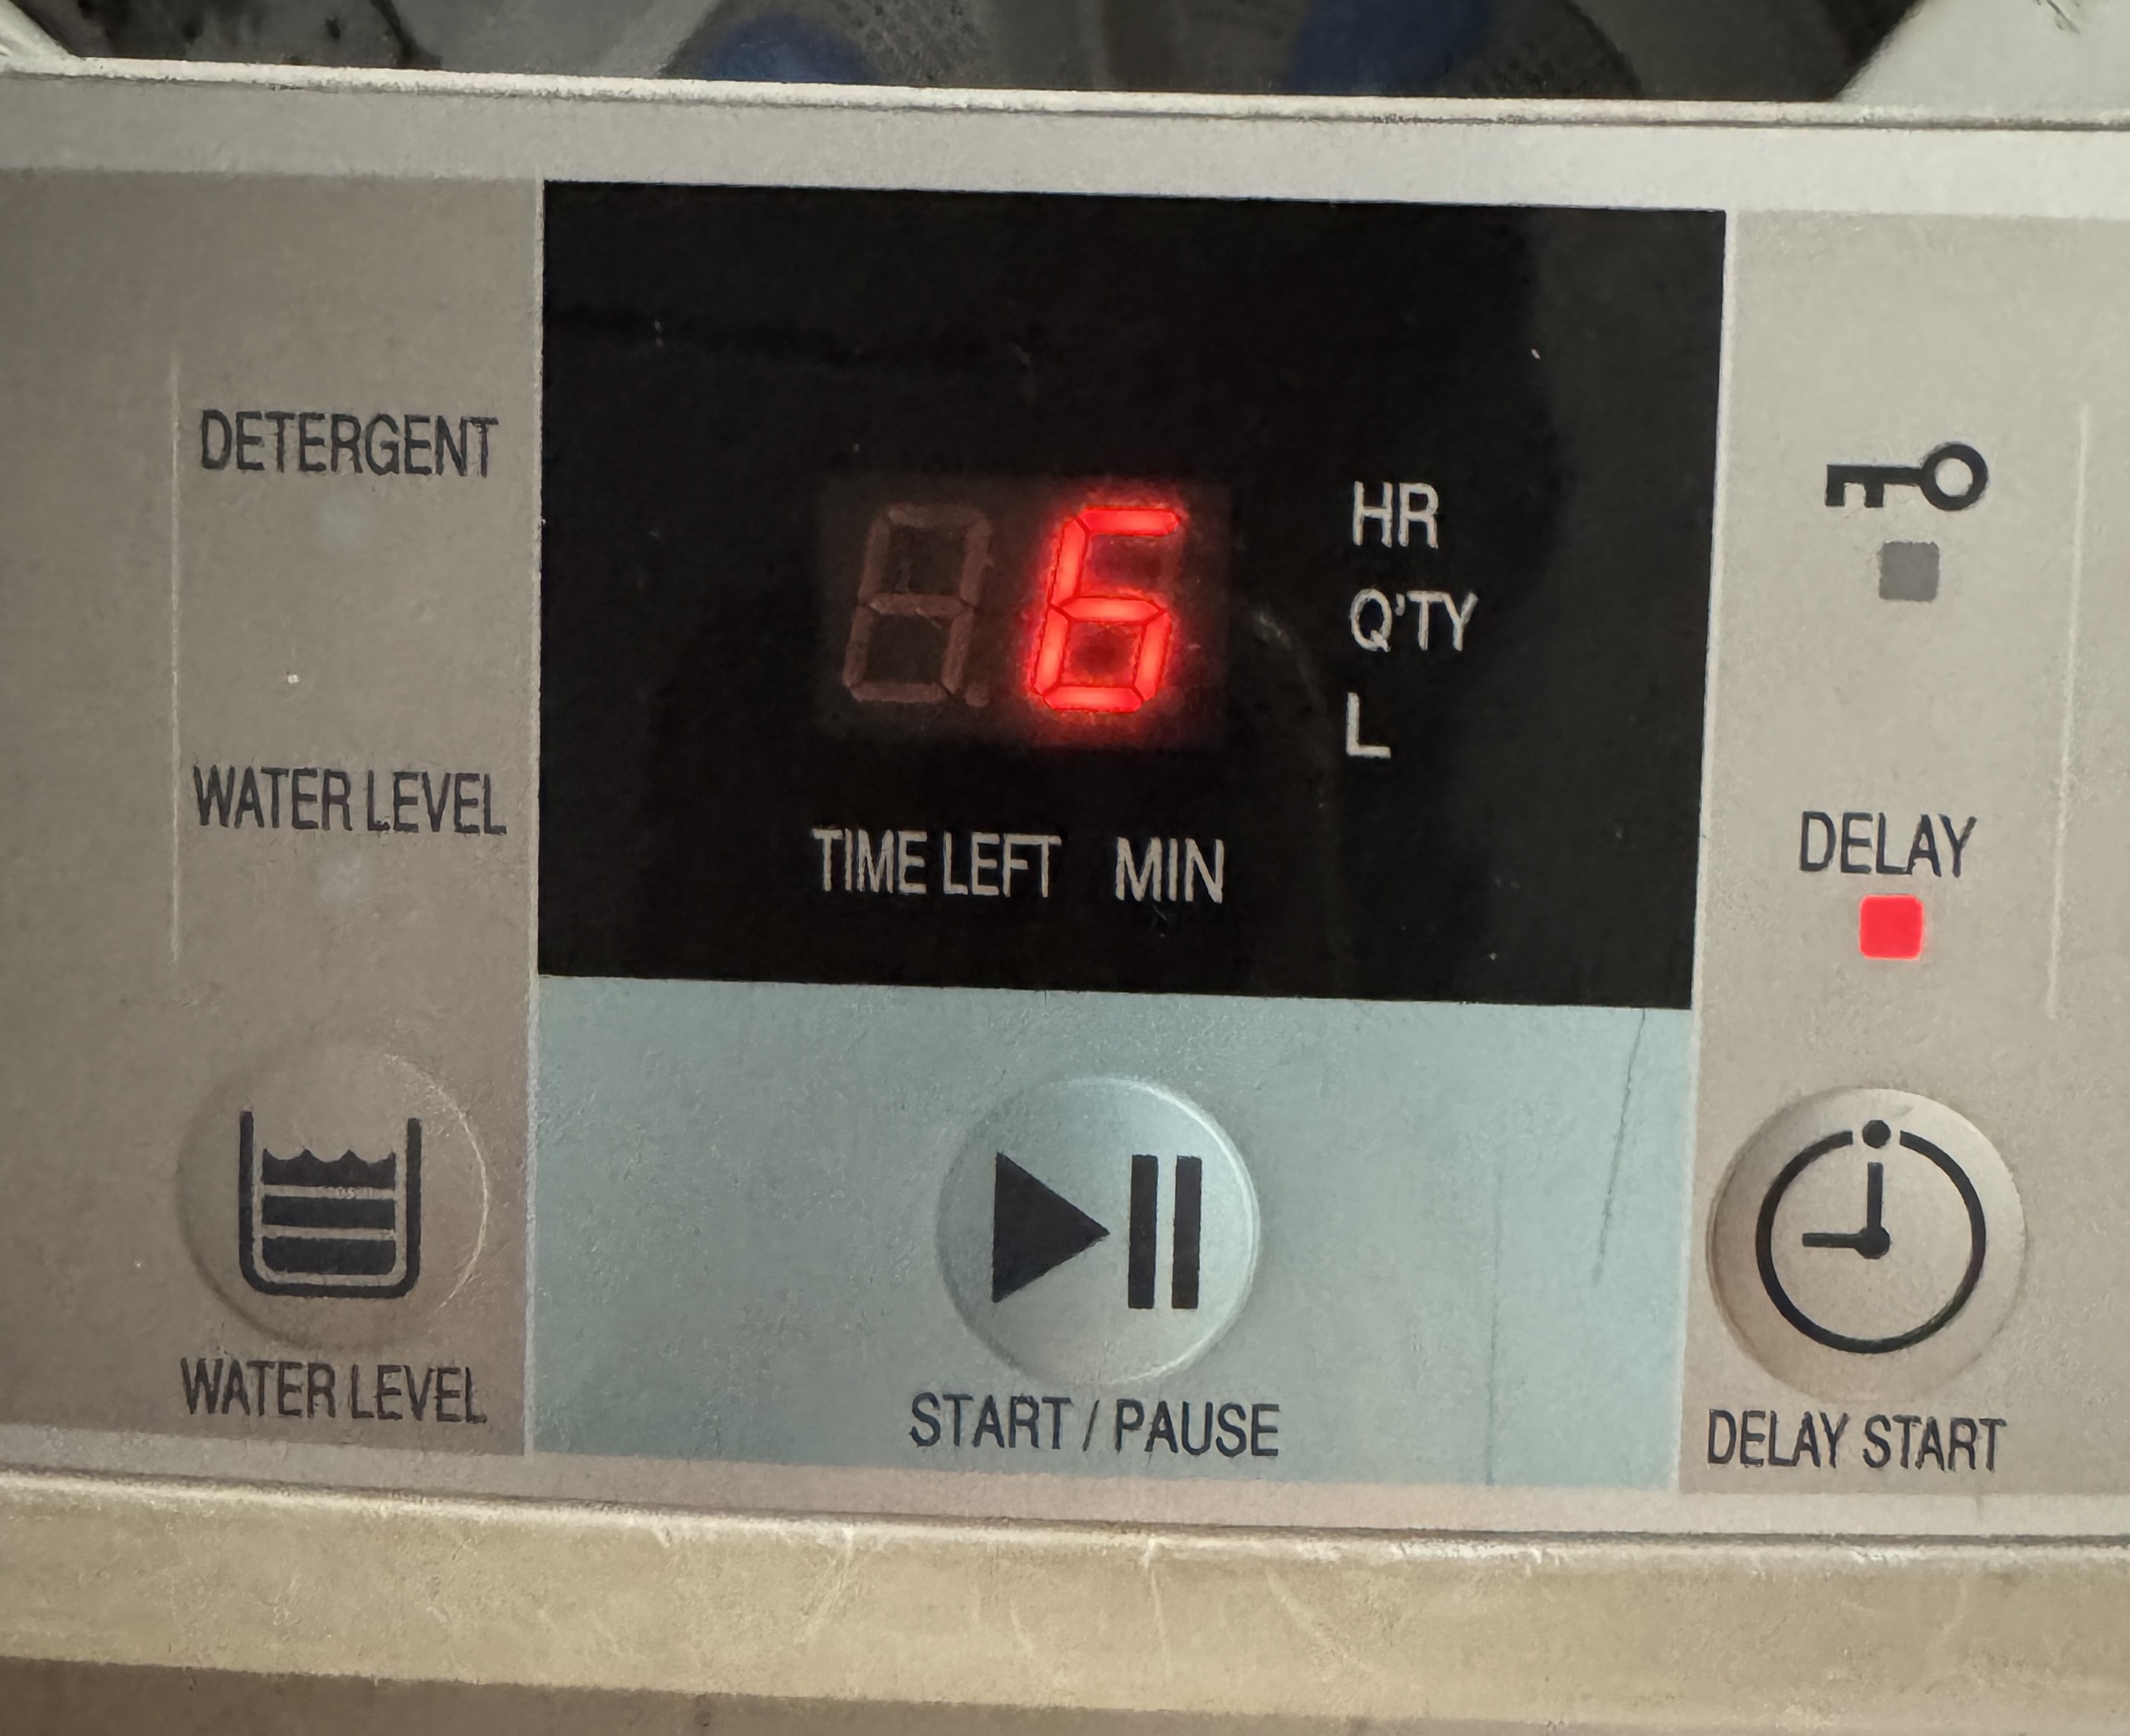 DETERGENT
WATER LEVEL
WATER LEVEL
6
HR
Q'TY
L
TIME LEFT MIN
START / PAUSE
DELAY
DELAY START